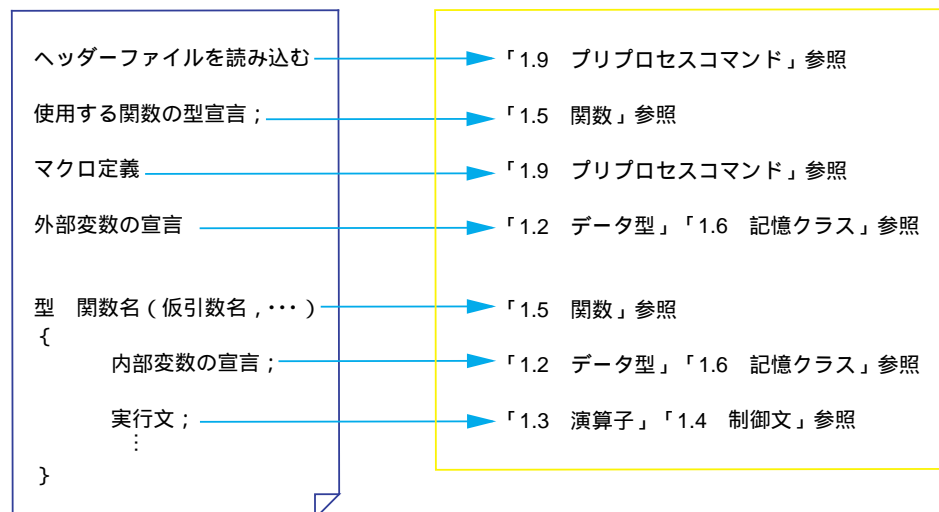 ヘッダーファイルを読み込む 「1.9　プリプロセスコマンド」参照
使用する関数の型宣言； 「1.5　関数」参照
マクロ定義 「1.9　プリプロセスコマンド」参照
外部変数の宣言 「1.2　データ型」「1.6　記憶クラス」参照
型　関数名（仮引数名，･･･） 「1.5　関数」参照
{
内部変数の宣言； 「1.2　データ型」「1.6　記憶クラス」参照
実行文； 「1.3　演算子」「1.4　制御文」参照
⋮
}